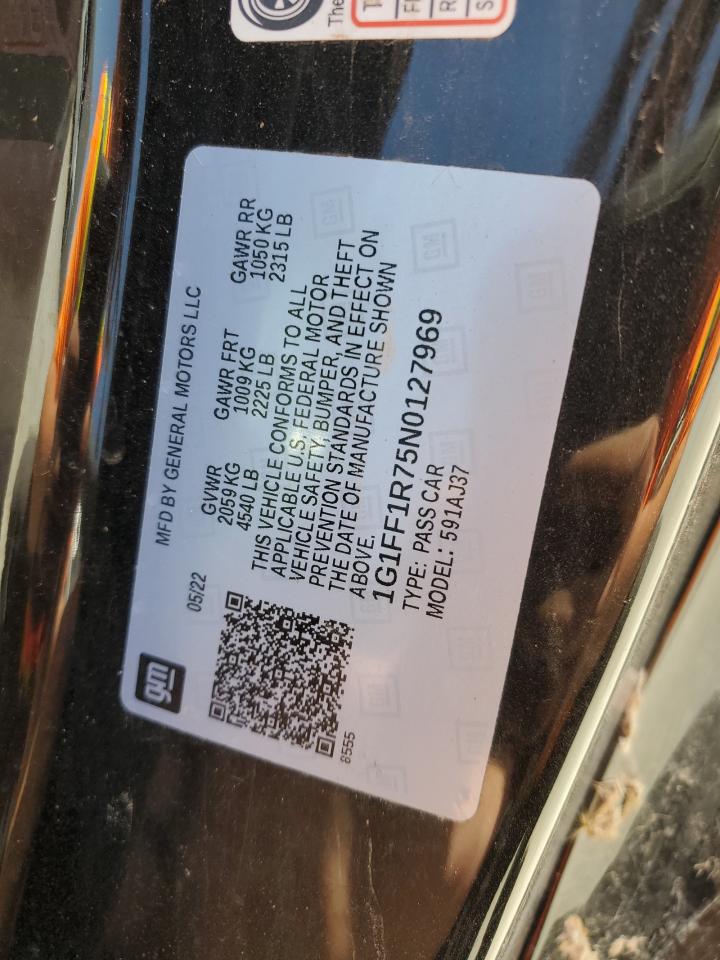 The
gm
MFD BY GENERAL MOTORS LLC
05/22
GVWR GAWR FRT GAWR RR
2059 KG 1009 KG 1050 KG
4540 LB 2225 LB 2315 LB
THIS VEHICLE CONFORMS TO ALL
APPLICABLE U.S. FEDERAL MOTOR
VEHICLE SAFETY, BUMPER, AND THEFT
PREVENTION STANDARDS IN EFFECT ON
THE DATE OF MANUFACTURE SHOWN
ABOVE.
1G1FF1R75N0127969
TYPE: PASS CAR
MODEL: 591AJ37
8555